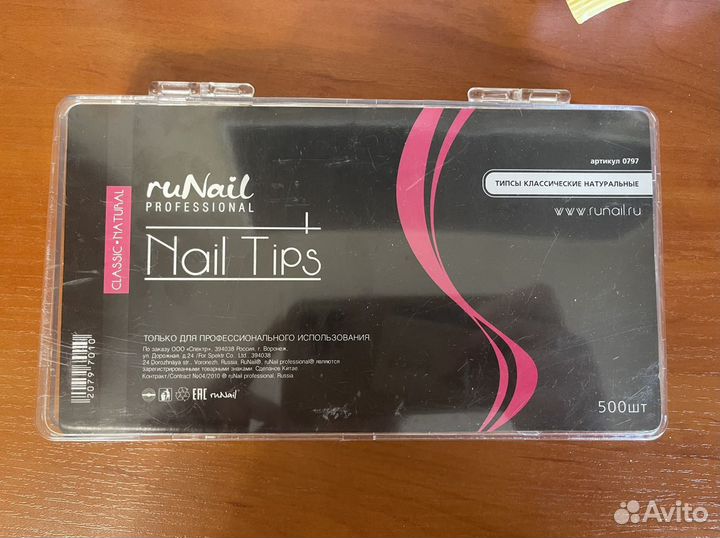 артикул 0797
ТИПСЫ КЛАССИЧЕСКИЕ НАТУРАЛЬНЫЕ
www.runail.ru
CLASSIC•NATURAL
ruNail
PROFESSIONAL
Nail Tips
ТОЛЬКО ДЛЯ ПРОФЕССИОНАЛЬНОГО ИСПОЛЬЗОВАНИЯ.
По заказу ООО «Спектр», 394038 Россия, г. Воронеж,
ул. Дорожная, д.24 /For Spektr Co. Ltd., 394038,
24 Dorozhnaya str., Voronezh, Russia. RuNail®, ruNail professional® являются
зарегистрированными товарными знаками. Сделано в Китае.
Контракт/Contract No04/2010 © ruNail professional, Russia
EAC ruNail
2079 7010
500шт
Avito